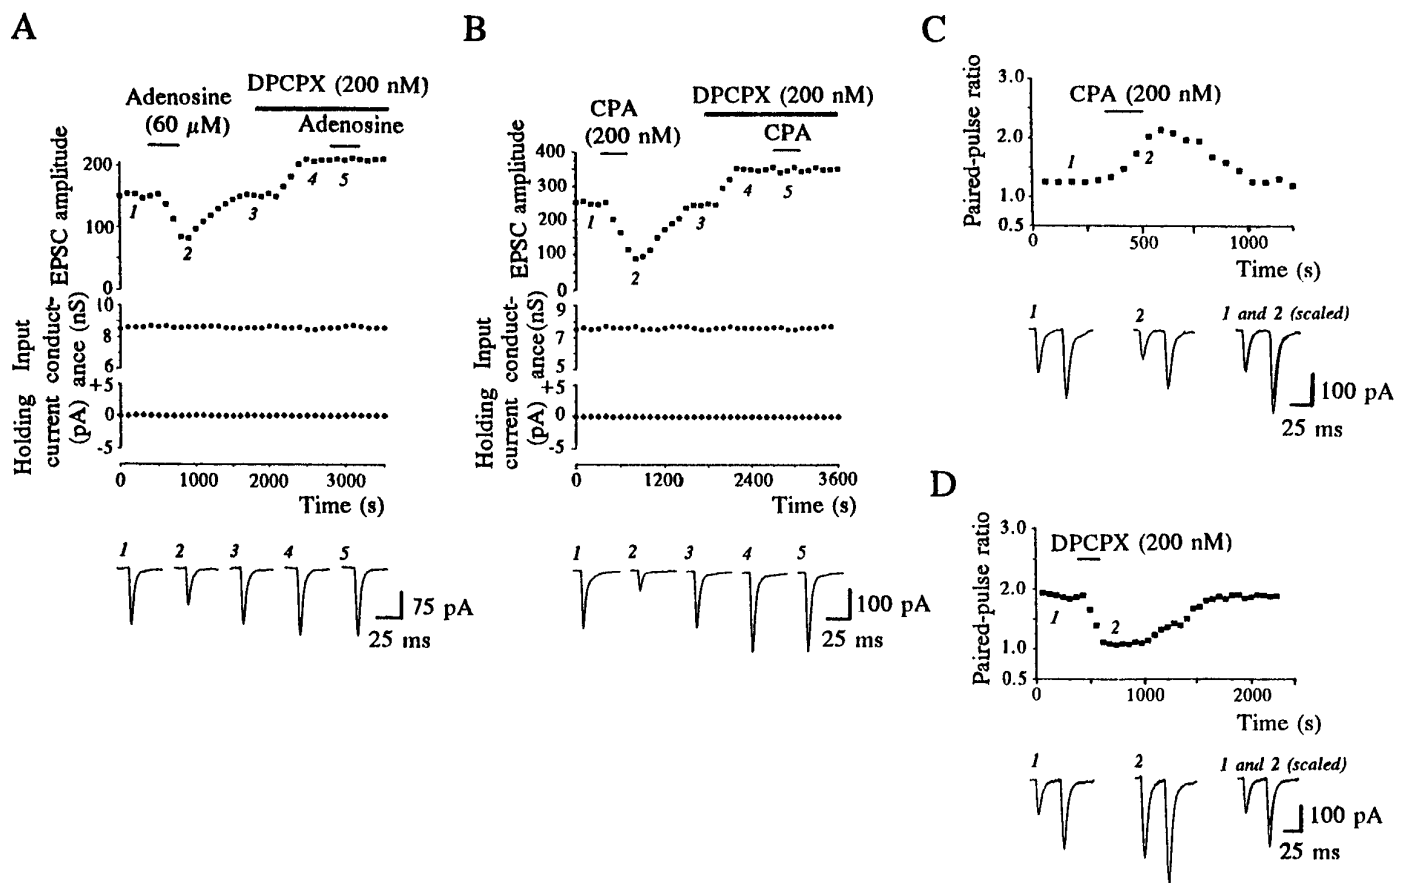 A
Adenosine
(60 μM)
DPCPX (200 nM)
Adenosine
EPSC amplitude
200
100
0
1
2
3
4
5
Input
conduct-
ance (nS)
10
8
6
Holding
current
(pA)
+5
0
-5
0
1000
2000
3000
Time (s)
1
2
3
4
5
75 pA
25 ms
B
CPA
(200 nM)
DPCPX (200 nM)
CPA
EPSC amplitude
400
300
200
100
0
1
2
3
4
5
Input
conduct-
ance(nS)
9
7
5
Holding
current
(pA)
+5
0
-5
0
1200
2400
3600
Time (s)
1
2
3
4
5
100 pA
25 ms
C
Paired-pulse ratio
3.0
2.0
1.0
0.5
CPA (200 nM)
1
2
0
500
1000
Time (s)
1
2
1 and 2 (scaled)
100 pA
25 ms
D
Paired-pulse ratio
3.0
2.0
1.0
0.5
DPCPX (200 nM)
1
2
0
1000
2000
Time (s)
1
2
1 and 2 (scaled)
100 pA
25 ms